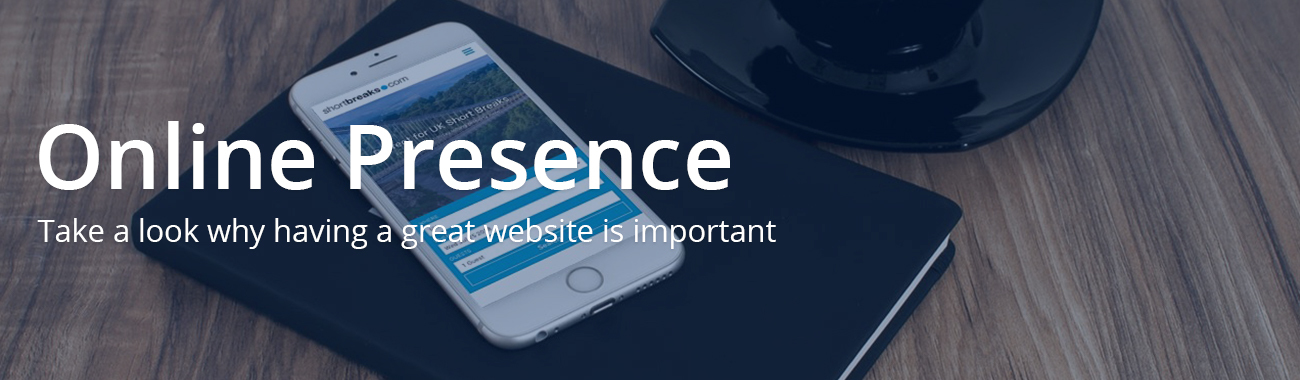 shortbreaks.com
for UK Short Breaks
Online Presence
Take a look why having a great website is important
1 Guest